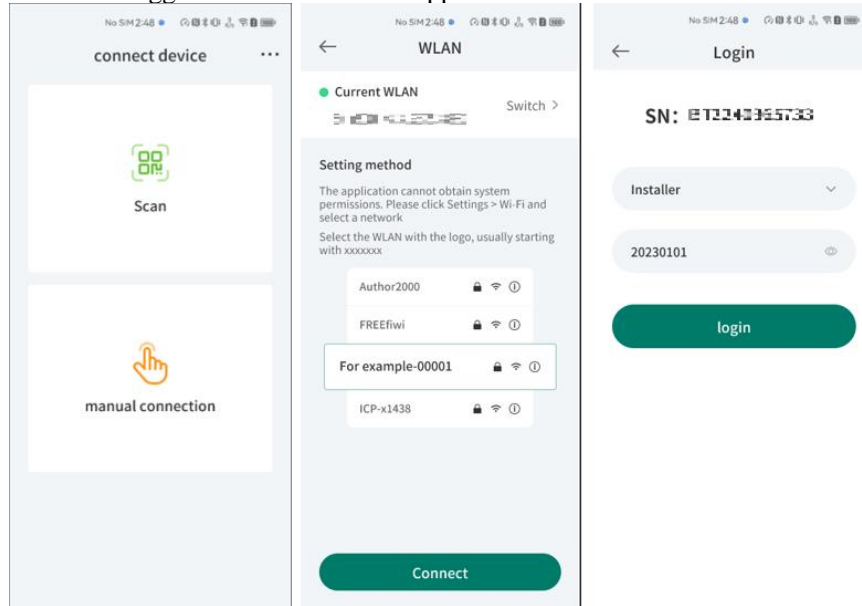 No SIM 2:48
connect device
Scan
manual connection
No SIM 2:48
WLAN
Current WLAN
Switch >
Setting method
The application cannot obtain system
permissions. Please click Settings > Wi-Fi and
select a network
Select the WLAN with the logo, usually starting
with xxxxxxx
Author2000
FREEfiwi
For example-00001
ICP-x1438
Connect
No SIM 2:48
Login
SN:
Installer
20230101
login